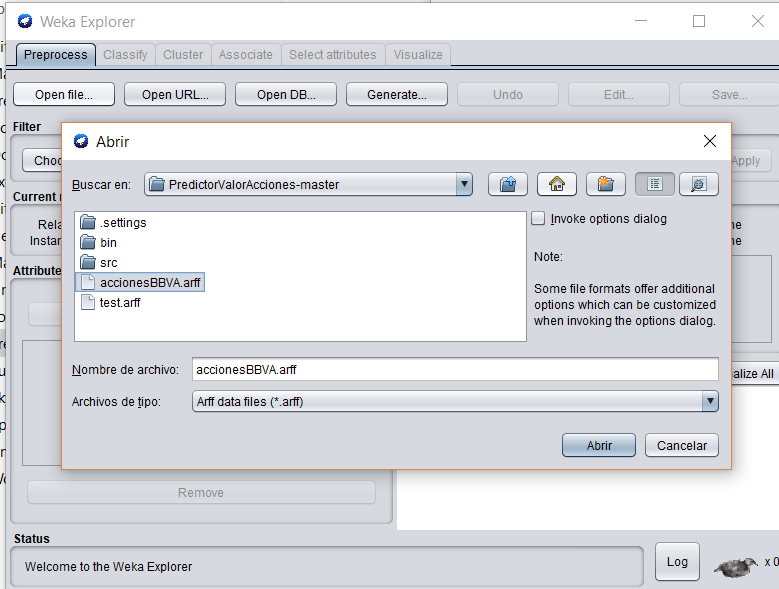 Weka Explorer
Preprocess Classify Cluster Associate Select attributes Visualize
Open file... Open URL... Open DB... Generate... Undo Edit... Save...
Filter
Choo
Apply
Current r
Rela
Instan
Attribute
Abrir
Buscar en: PredictorValorAcciones-master
.settings
bin
src
accionesBBVA.arff
test.arff
Invoke options dialog
Note:
Some file formats offer additional
options which can be customized
when invoking the options dialog.
Nombre de archivo: accionesBBVA.arff
Archivos de tipo: Arff data files (*.arff)
Abrir Cancelar
alize All
Remove
Status
Welcome to the Weka Explorer
Log
x 0